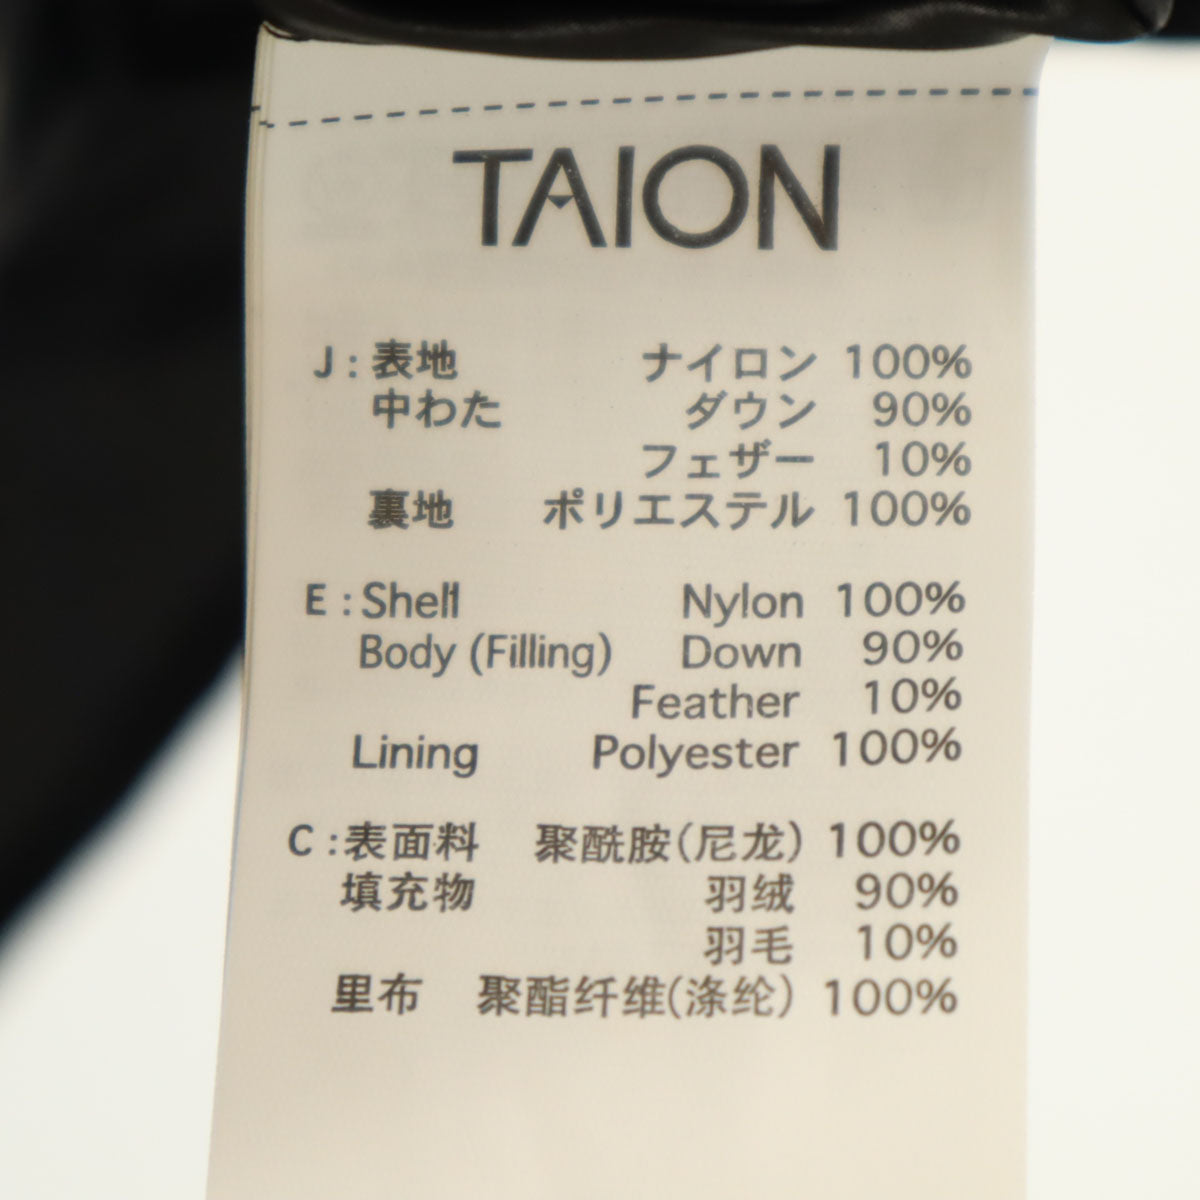 TAION
J : 表地 ナイロン 100%
中わた ダウン 90%
フェザー 10%
裏地 ポリエステル 100%
E : Shell Nylon 100%
Body (Filling) Down 90%
Feather 10%
Lining Polyester 100%
C : 表面料 聚酰胺(尼龙) 100%
填充物 羽绒 90%
羽毛 10%
里布 聚酯纤维(涤纶) 100%